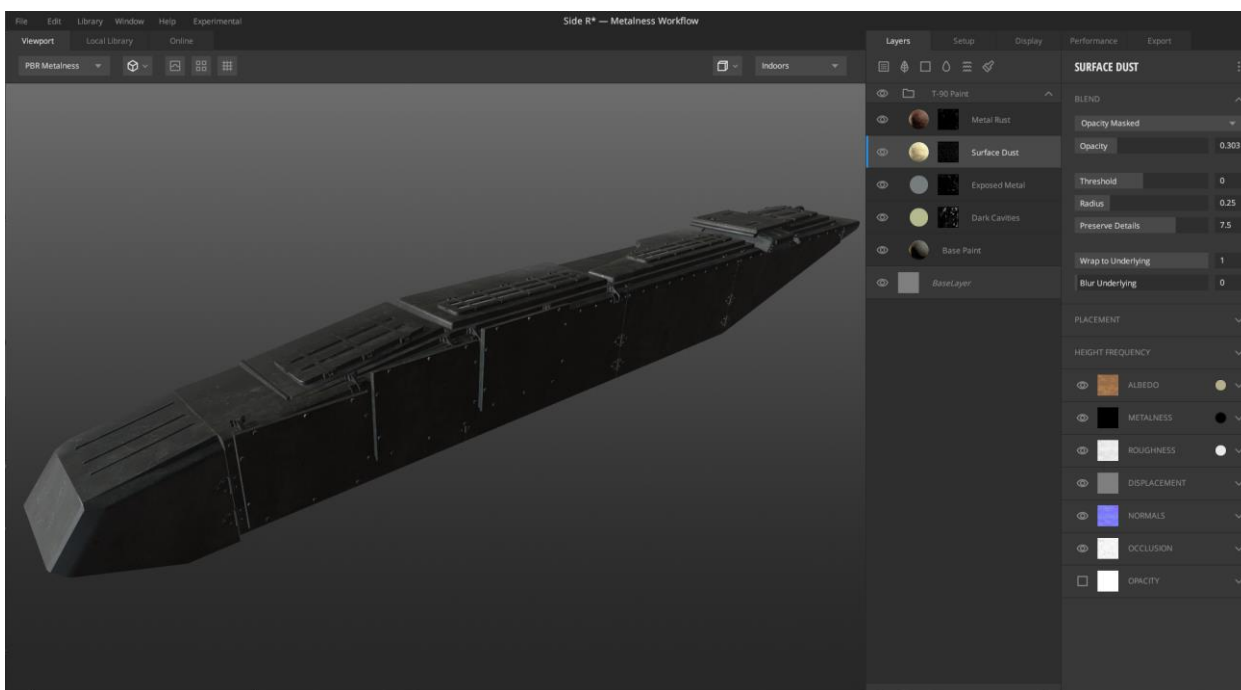 File Edit Library Window Help Experimental
Side R* — Metalness Workflow
Viewport Local Library Online
PBR Metalness
Indoors
Layers Setup Display Performance Export
T-90 Paint
Metal Rust
Surface Dust
Exposed Metal
Dark Cavities
Base Paint
BaseLayer
SURFACE DUST
BLEND
Opacity Masked
Opacity 0.303
Threshold 0
Radius 0.25
Preserve Details 7.5
Wrap to Underlying 1
Blur Underlying 0
PLACEMENT
HEIGHT FREQUENCY
ALBEDO
METALNESS
ROUGHNESS
DISPLACEMENT
NORMALS
OCCLUSION
OPACITY